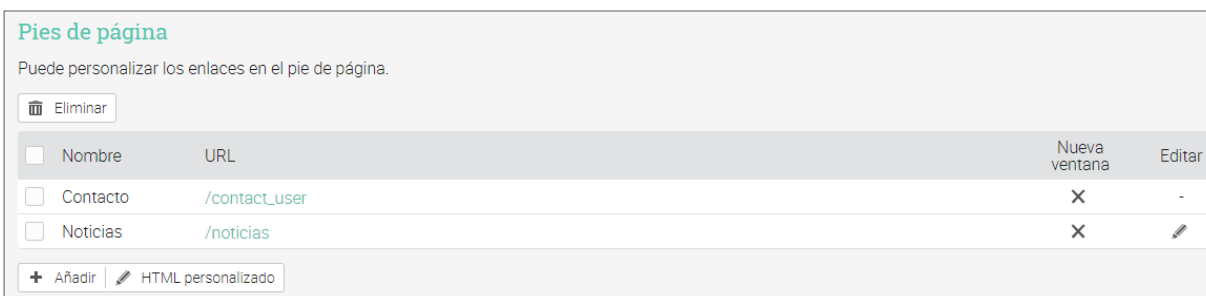 Pies de página
Puede personalizar los enlaces en el pie de página.
Eliminar
Nombre URL Nueva ventana Editar
Contacto /contact_user -
Noticias /noticias
Añadir HTML personalizado